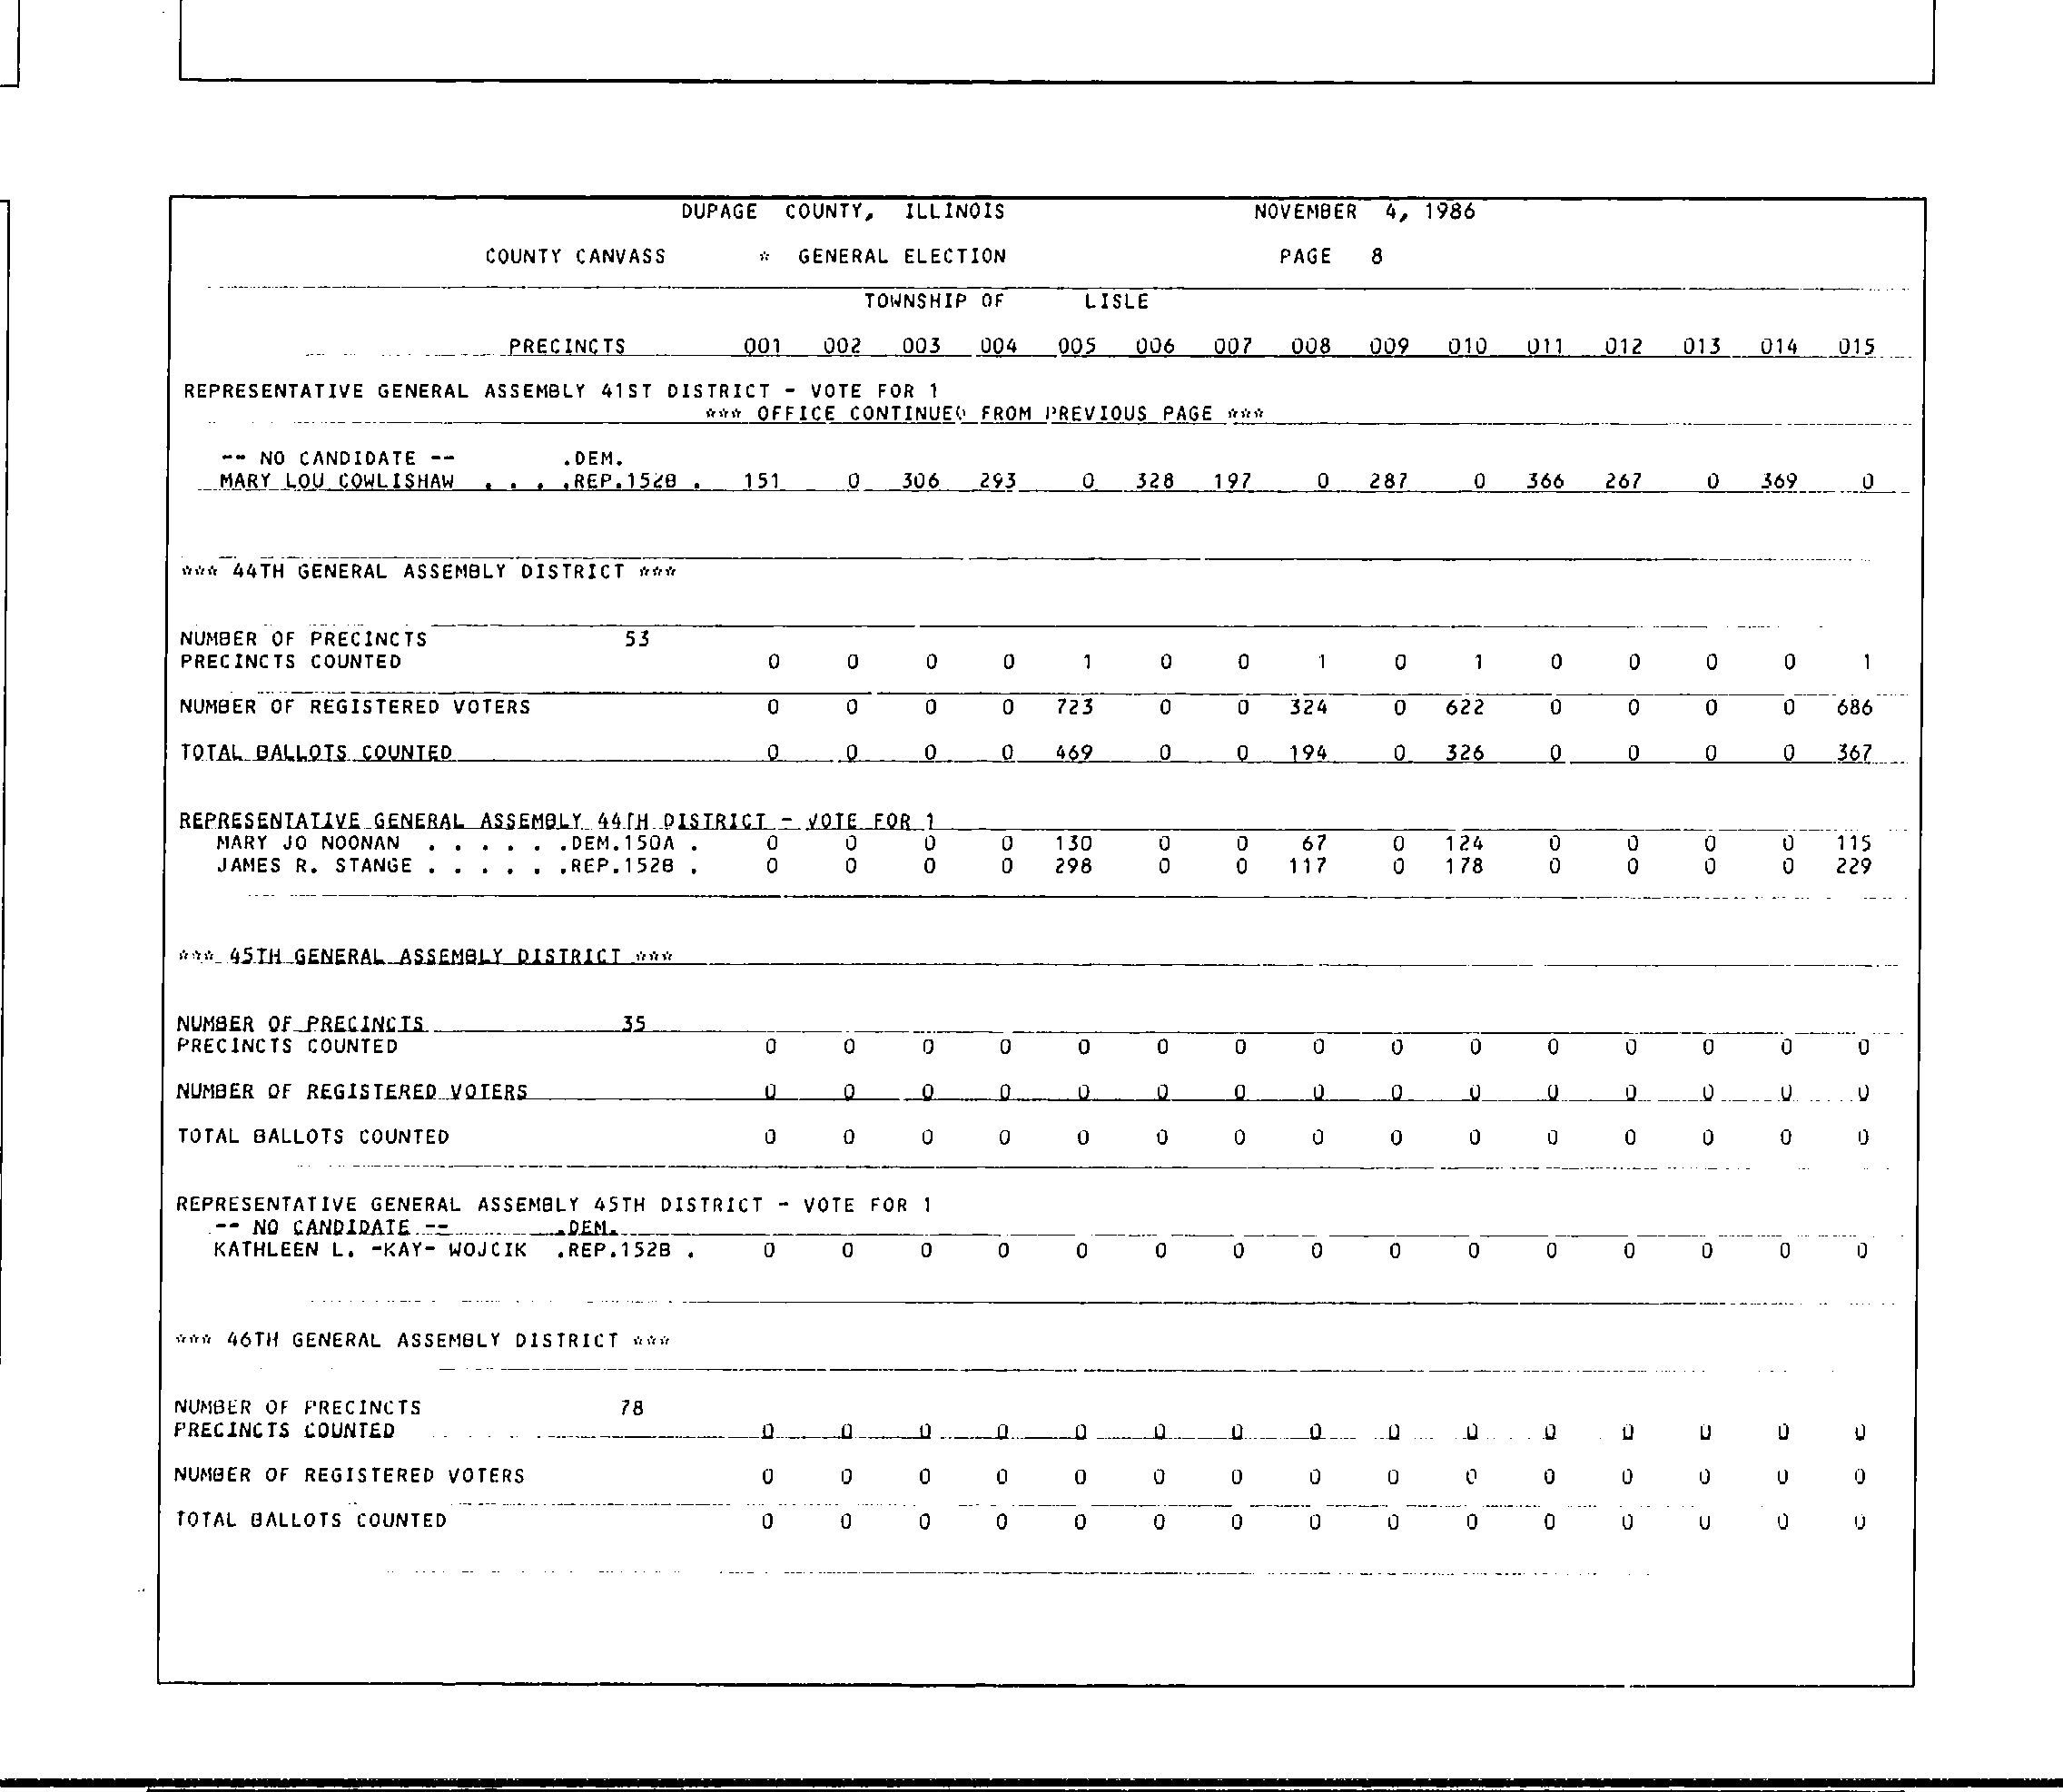 DUPAGE COUNTY, ILLINOIS NOVEMBER 4, 1986
COUNTY CANVASS * GENERAL ELECTION PAGE 8
TOWNSHIP OF LISLE
PRECINCTS 001 002 003 004 005 006 007 008 009 010 011 012 013 014 015
REPRESENTATIVE GENERAL ASSEMBLY 41ST DISTRICT - VOTE FOR 1
*** OFFICE CONTINUED FROM PREVIOUS PAGE ***
-- NO CANDIDATE -- .DEM.
MARY LOU COWLISHAW . . . .REP.152B . 151 0 306 293 0 328 197 0 287 0 366 267 0 369 0
*** 44TH GENERAL ASSEMBLY DISTRICT ***
NUMBER OF PRECINCTS 53
PRECINCTS COUNTED 0 0 0 0 1 0 0 1 0 1 0 0 0 0 1
NUMBER OF REGISTERED VOTERS 0 0 0 0 723 0 0 324 0 622 0 0 0 0 686
TOTAL BALLOTS COUNTED 0 0 0 0 469 0 0 194 0 326 0 0 0 0 367
REPRESENTATIVE GENERAL ASSEMBLY 44TH DISTRICT - VOTE FOR 1
MARY JO NOONAN . . . . . .DEM.150A . 0 0 0 0 130 0 0 67 0 124 0 0 0 0 115
JAMES R. STANGE . . . . . .REP.152B . 0 0 0 0 298 0 0 117 0 178 0 0 0 0 229
*** 45TH GENERAL ASSEMBLY DISTRICT ***
NUMBER OF PRECINCTS 35
PRECINCTS COUNTED 0 0 0 0 0 0 0 0 0 0 0 0 0 0 0
NUMBER OF REGISTERED VOTERS 0 0 0 0 0 0 0 0 0 0 0 0 0 0 0
TOTAL BALLOTS COUNTED 0 0 0 0 0 0 0 0 0 0 0 0 0 0 0
REPRESENTATIVE GENERAL ASSEMBLY 45TH DISTRICT - VOTE FOR 1
-- NO CANDIDATE -- .DEM.
KATHLEEN L. -KAY- WOJCIK .REP.152B . 0 0 0 0 0 0 0 0 0 0 0 0 0 0 0
*** 46TH GENERAL ASSEMBLY DISTRICT ***
NUMBER OF PRECINCTS 78
PRECINCTS COUNTED 0 0 0 0 0 0 0 0 0 0 0 0 0 0 0
NUMBER OF REGISTERED VOTERS 0 0 0 0 0 0 0 0 0 0 0 0 0 0 0
TOTAL BALLOTS COUNTED 0 0 0 0 0 0 0 0 0 0 0 0 0 0 0